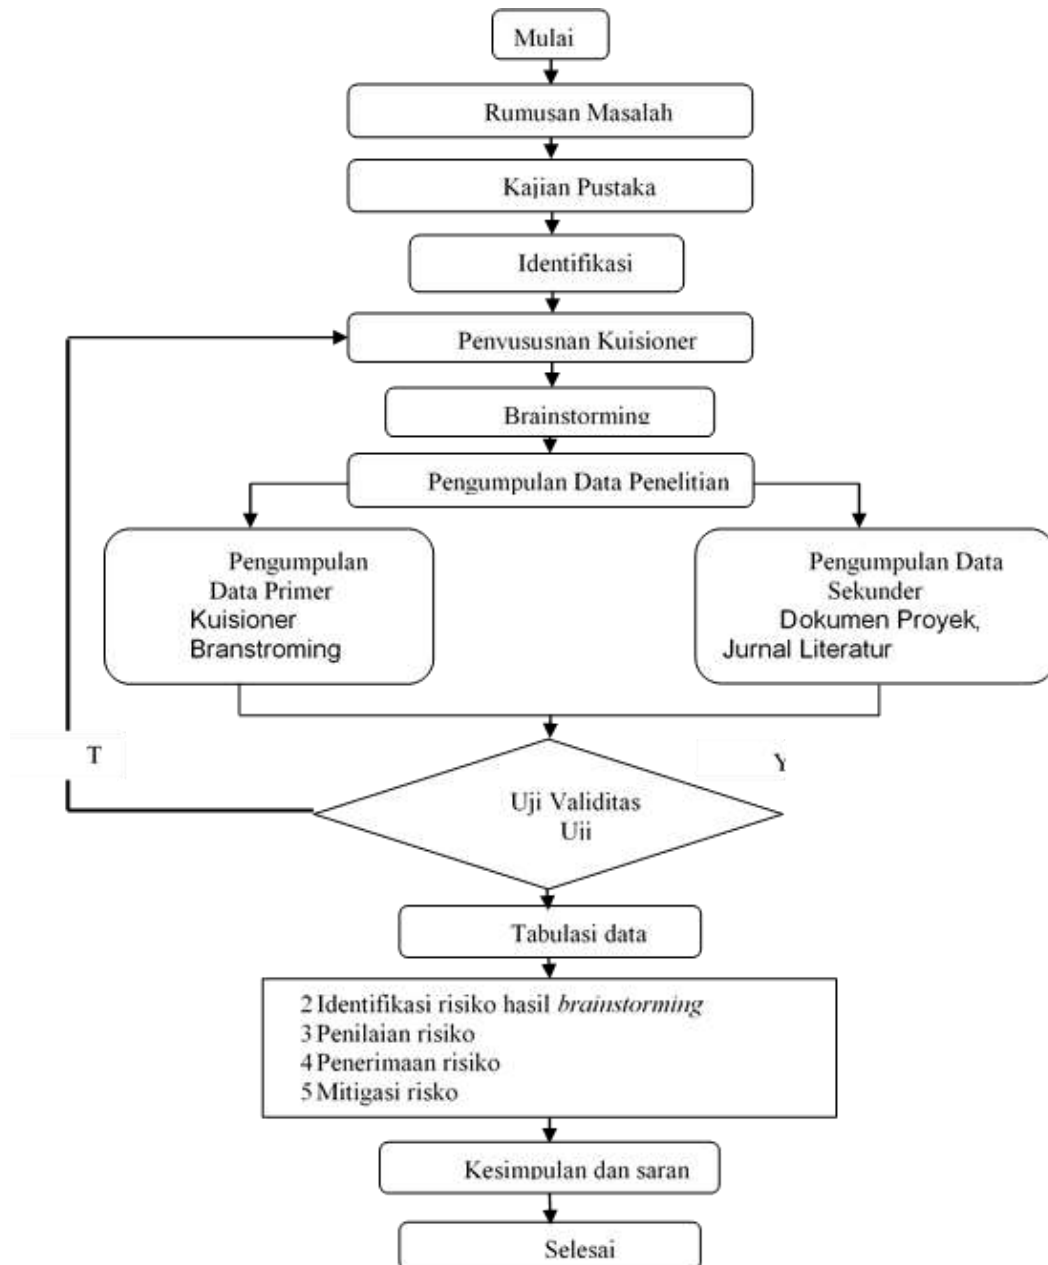 Mulai
Rumusan Masalah
Kajian Pustaka
Identifikasi
Penvususnan Kuisioner
Brainstorming
Pengumpulan Data Penelitian
Pengumpulan
Data Primer
Kuisioner
Branstroming
Pengumpulan Data
Sekunder
Dokumen Proyek,
Jurnal Literatur
T
Y
Uji Validitas
Uii
Tabulasi data
2 Identifikasi risiko hasil brainstorming
3 Penilaian risiko
4 Penerimaan risiko
5 Mitigasi risko
Kesimpulan dan saran
Selesai